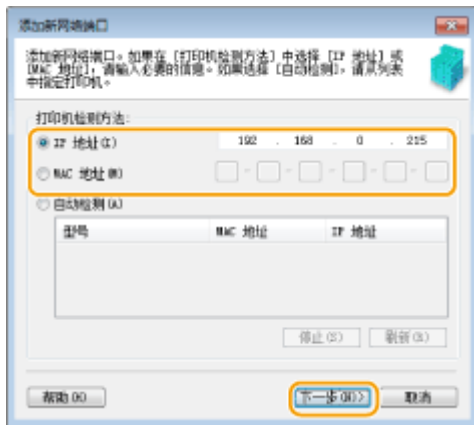 添加新网络端口
添加新网络端口。如果在 [打印机检测方法] 中选择 [IP 地址] 或
[MAC 地址]，请输入必要的信息。如果选择 [自动检测]，请从列表
中指定打印机。
打印机检测方法:
IP 地址(I) 192 . 168 . 0 . 215
MAC 地址(M) - - - - -
自动检测(A)
型号 MAC 地址 IP 地址
停止(S) 刷新(R)
帮助(H) 下一步(N)> 取消